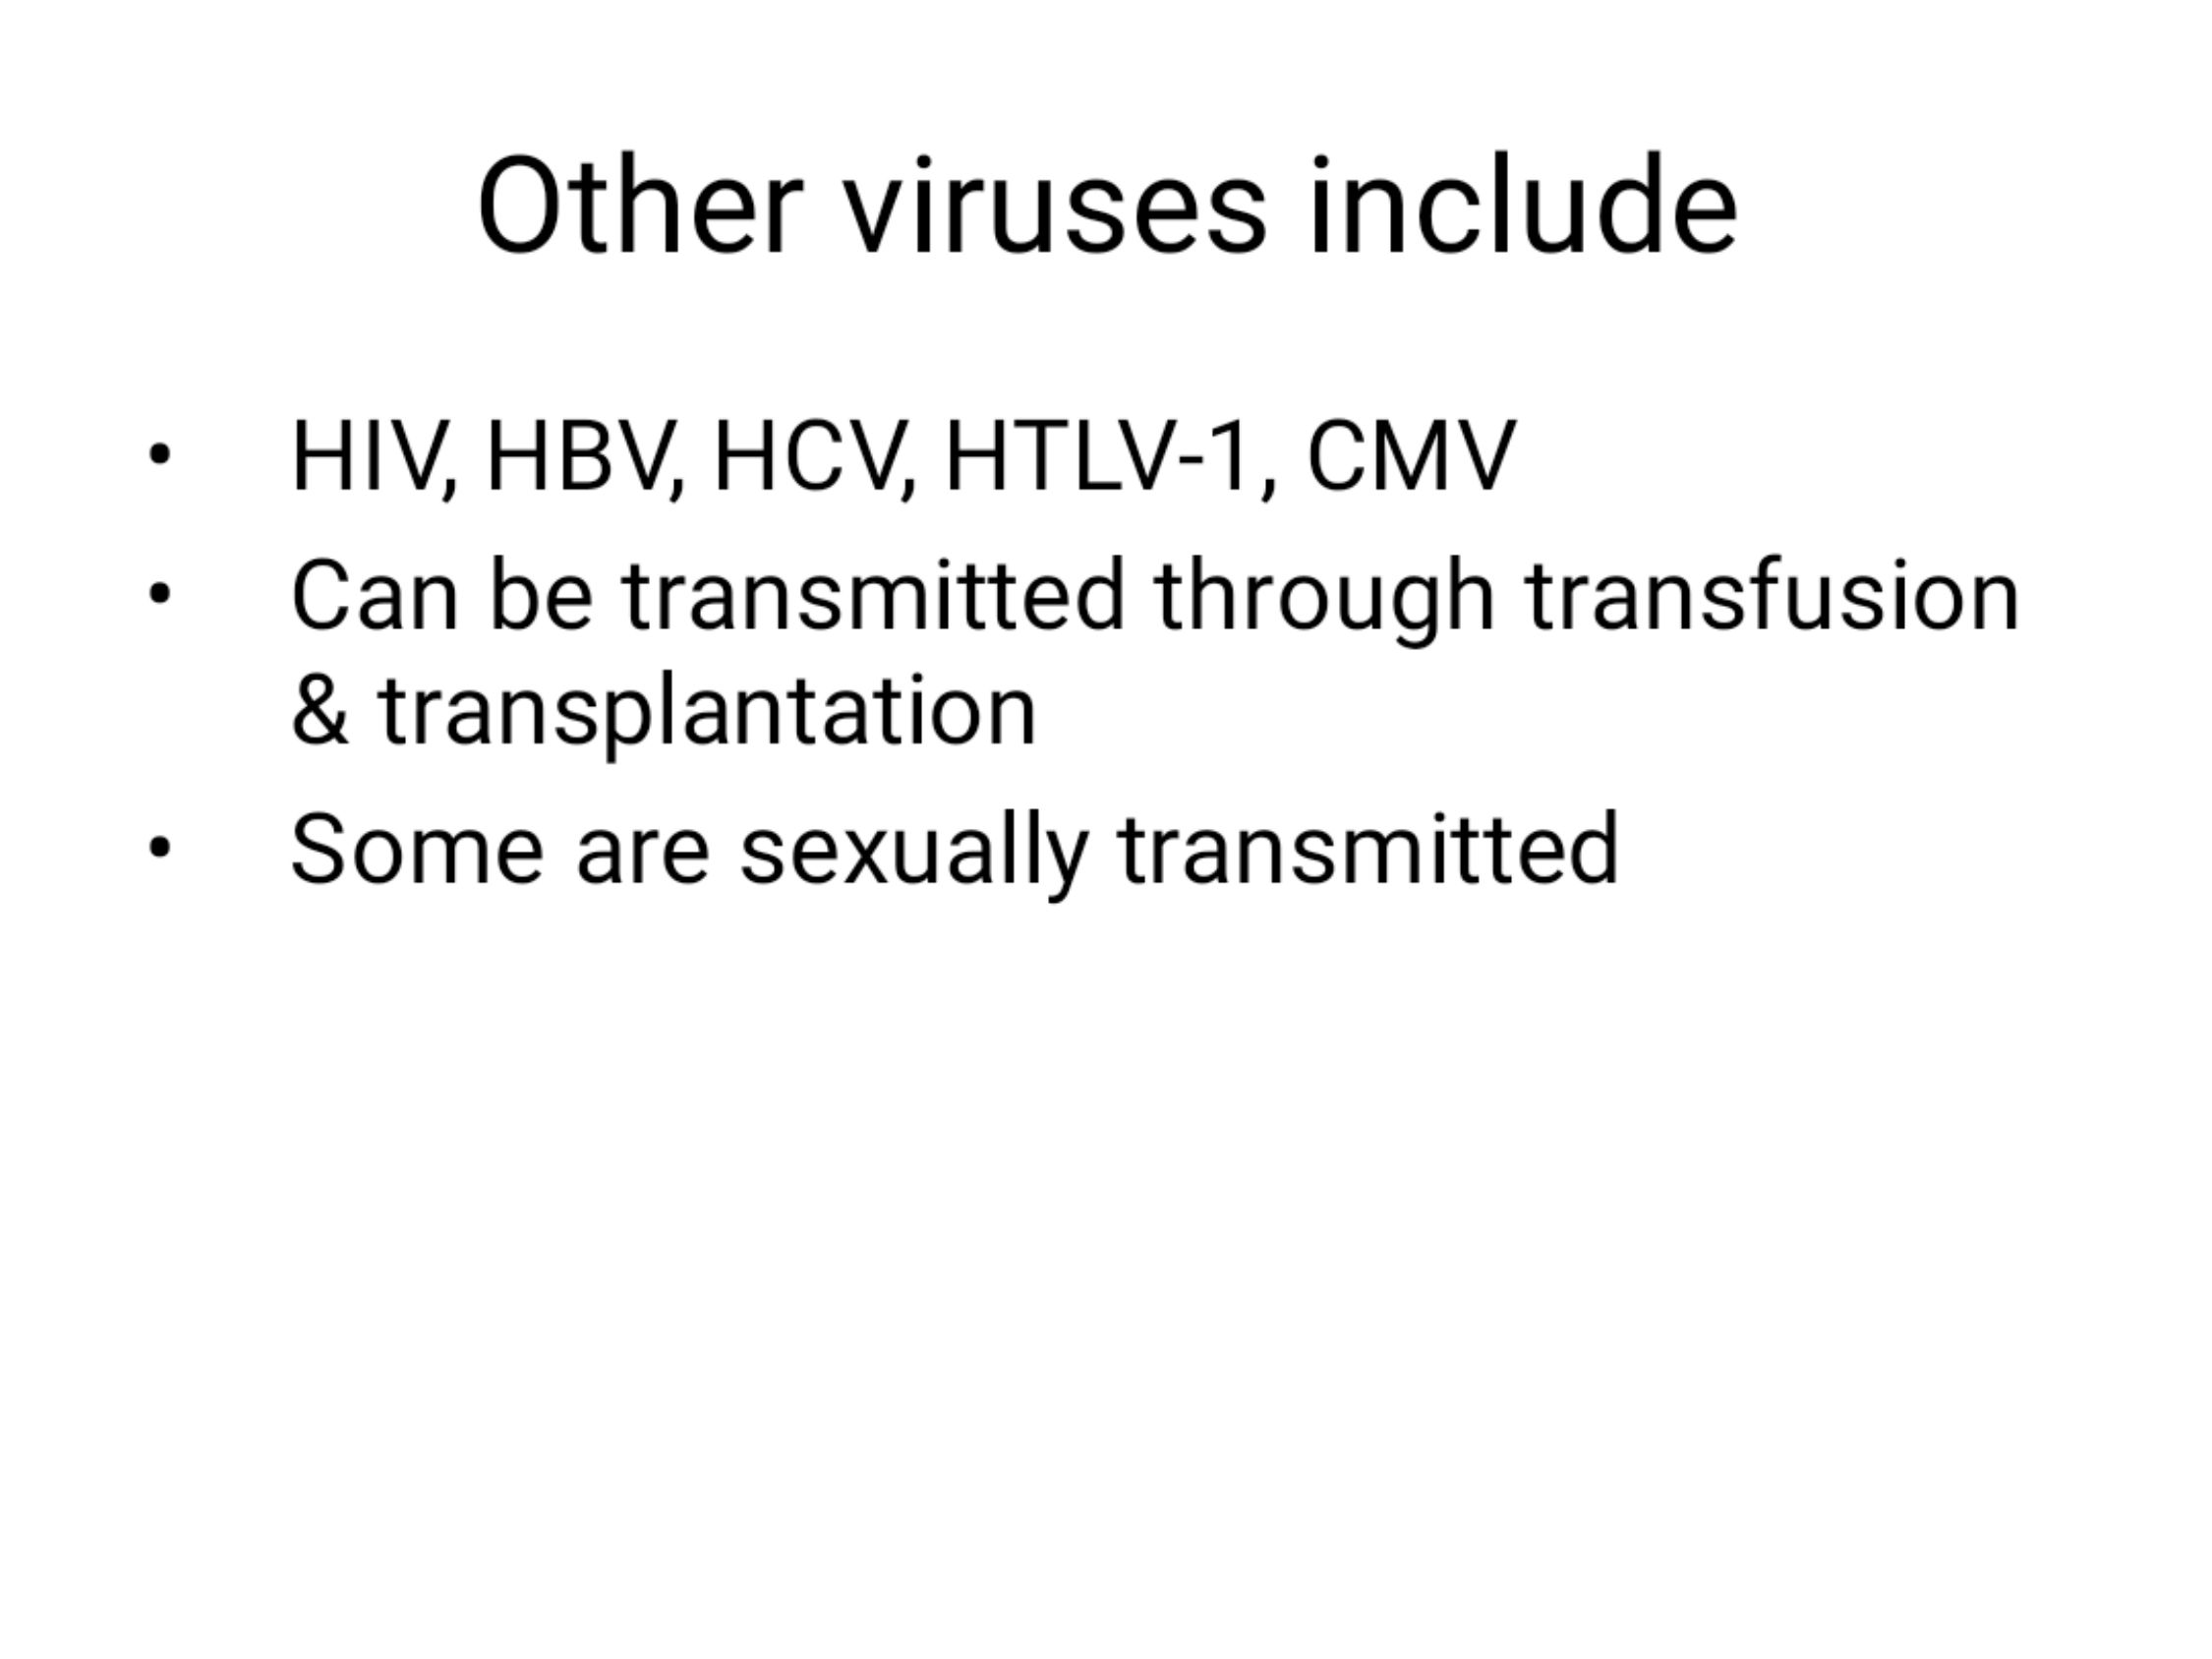 Other viruses include
• HIV, HBV, HCV, HTLV-1, CMV
• Can be transmitted through transfusion
& transplantation
• Some are sexually transmitted